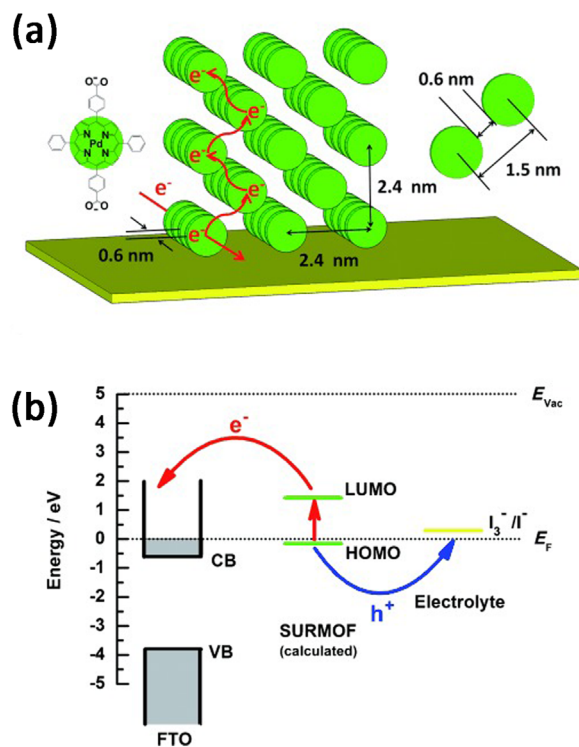 (a)
O⁻
O
N
N
Pd
N
N
O
O⁻
e⁻
e⁻
e⁻
e⁻
e⁻
e⁻
0.6 nm
2.4 nm
2.4 nm
0.6 nm
1.5 nm
(b)
Energy / eV
5
4
3
2
1
0
-1
-2
-3
-4
-5
E_Vac
e⁻
LUMO
I₃⁻/I⁻
E_F
HOMO
CB
h⁺
Electrolyte
SURMOF
(calculated)
VB
FTO